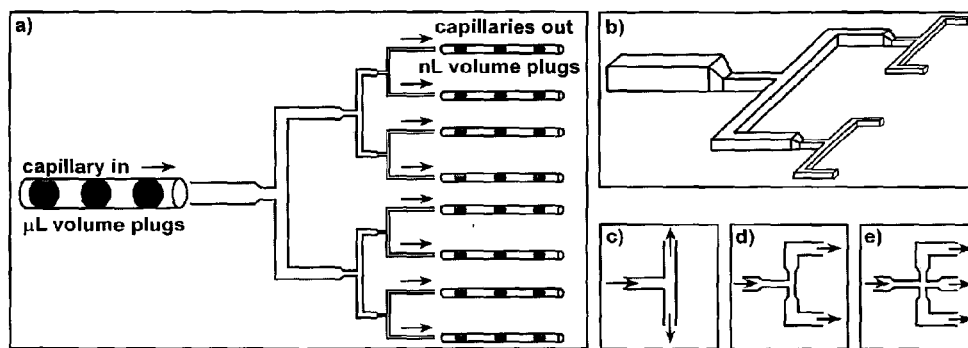 a)
capillaries out
nL volume plugs
capillary in
μL volume plugs
b)
c)
d)
e)